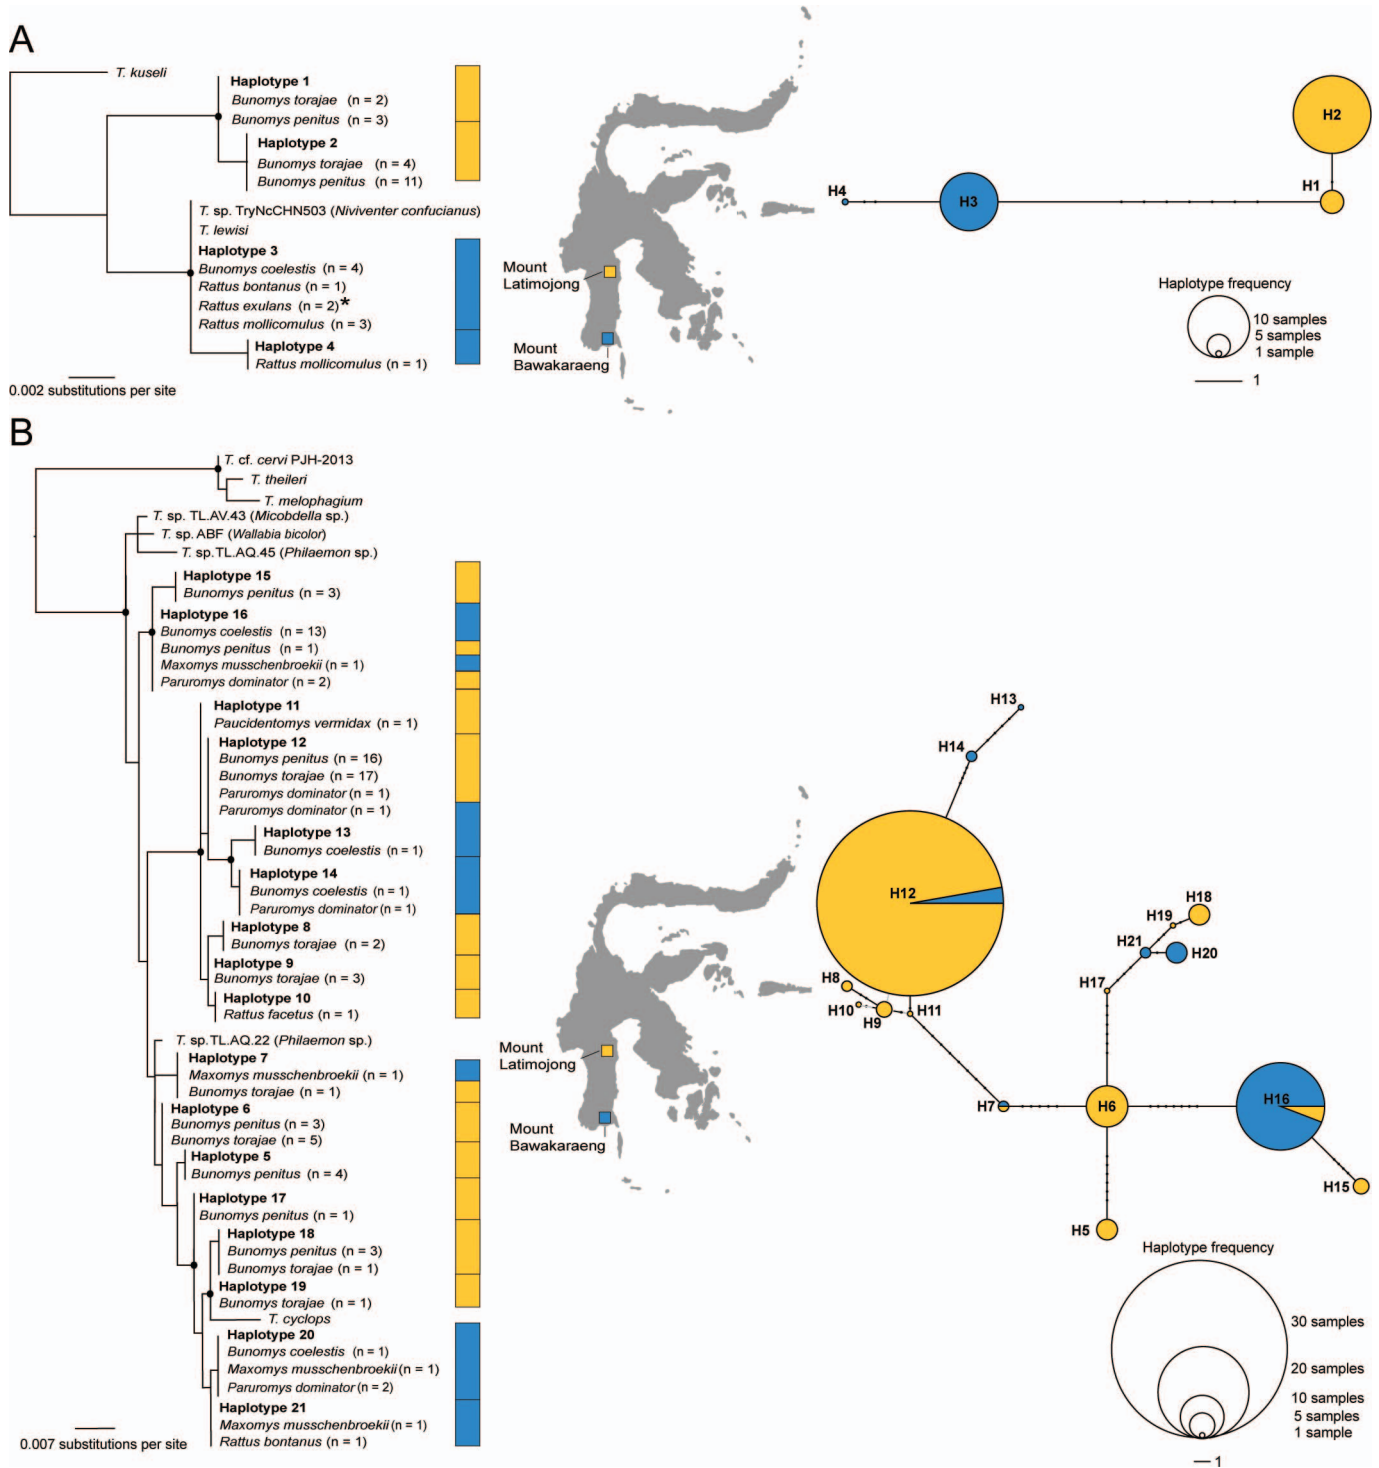 A
T. kuseli
Haplotype 1
Bunomys torajae (n = 2)
Bunomys penitus (n = 3)
Haplotype 2
Bunomys torajae (n = 4)
Bunomys penitus (n = 11)
T. sp. TryNcCHN503 (Niviventer confucianus)
T. lewisi
Haplotype 3
Bunomys coelestis (n = 4)
Rattus bontanus (n = 1)
Rattus exulans (n = 2)*
Rattus mollicomulus (n = 3)
Haplotype 4
Rattus mollicomulus (n = 1)
0.002 substitutions per site
Mount
Latimojong
Mount
Bawakaraeng
H4
H3
H1
H2
Haplotype frequency
10 samples
5 samples
1 sample
1
B
T. cf. cervi PJH-2013
T. theileri
T. melophagium
T. sp. TL.AV.43 (Micobdella sp.)
T. sp. ABF (Wallabia bicolor)
T. sp.TL.AQ.45 (Philaemon sp.)
Haplotype 15
Bunomys penitus (n = 3)
Haplotype 16
Bunomys coelestis (n = 13)
Bunomys penitus (n = 1)
Maxomys musschenbroekii (n = 1)
Paruromys dominator (n = 2)
Haplotype 11
Paucidentomys vermidax (n = 1)
Haplotype 12
Bunomys penitus (n = 16)
Bunomys torajae (n = 17)
Paruromys dominator (n = 1)
Paruromys dominator (n = 1)
Haplotype 13
Bunomys coelestis (n = 1)
Haplotype 14
Bunomys coelestis (n = 1)
Paruromys dominator (n = 1)
Haplotype 8
Bunomys torajae (n = 2)
Haplotype 9
Bunomys torajae (n = 3)
Haplotype 10
Rattus facetus (n = 1)
T. sp.TL.AQ.22 (Philaemon sp.)
Haplotype 7
Maxomys musschenbroekii (n = 1)
Bunomys torajae (n = 1)
Haplotype 6
Bunomys penitus (n = 3)
Bunomys torajae (n = 5)
Haplotype 5
Bunomys penitus (n = 4)
Haplotype 17
Bunomys penitus (n = 1)
Haplotype 18
Bunomys penitus (n = 3)
Bunomys torajae (n = 1)
Haplotype 19
Bunomys torajae (n = 1)
T. cyclops
Haplotype 20
Bunomys coelestis (n = 1)
Maxomys musschenbroekii (n = 1)
Paruromys dominator (n = 2)
Haplotype 21
Maxomys musschenbroekii (n = 1)
Rattus bontanus (n = 1)
0.007 substitutions per site
Mount
Latimojong
Mount
Bawakaraeng
H13
H14
H12
H8
H10
H9
H11
H7
H6
H5
H17
H21
H19
H18
H20
H16
H15
Haplotype frequency
30 samples
20 samples
10 samples
5 samples
1 sample
1